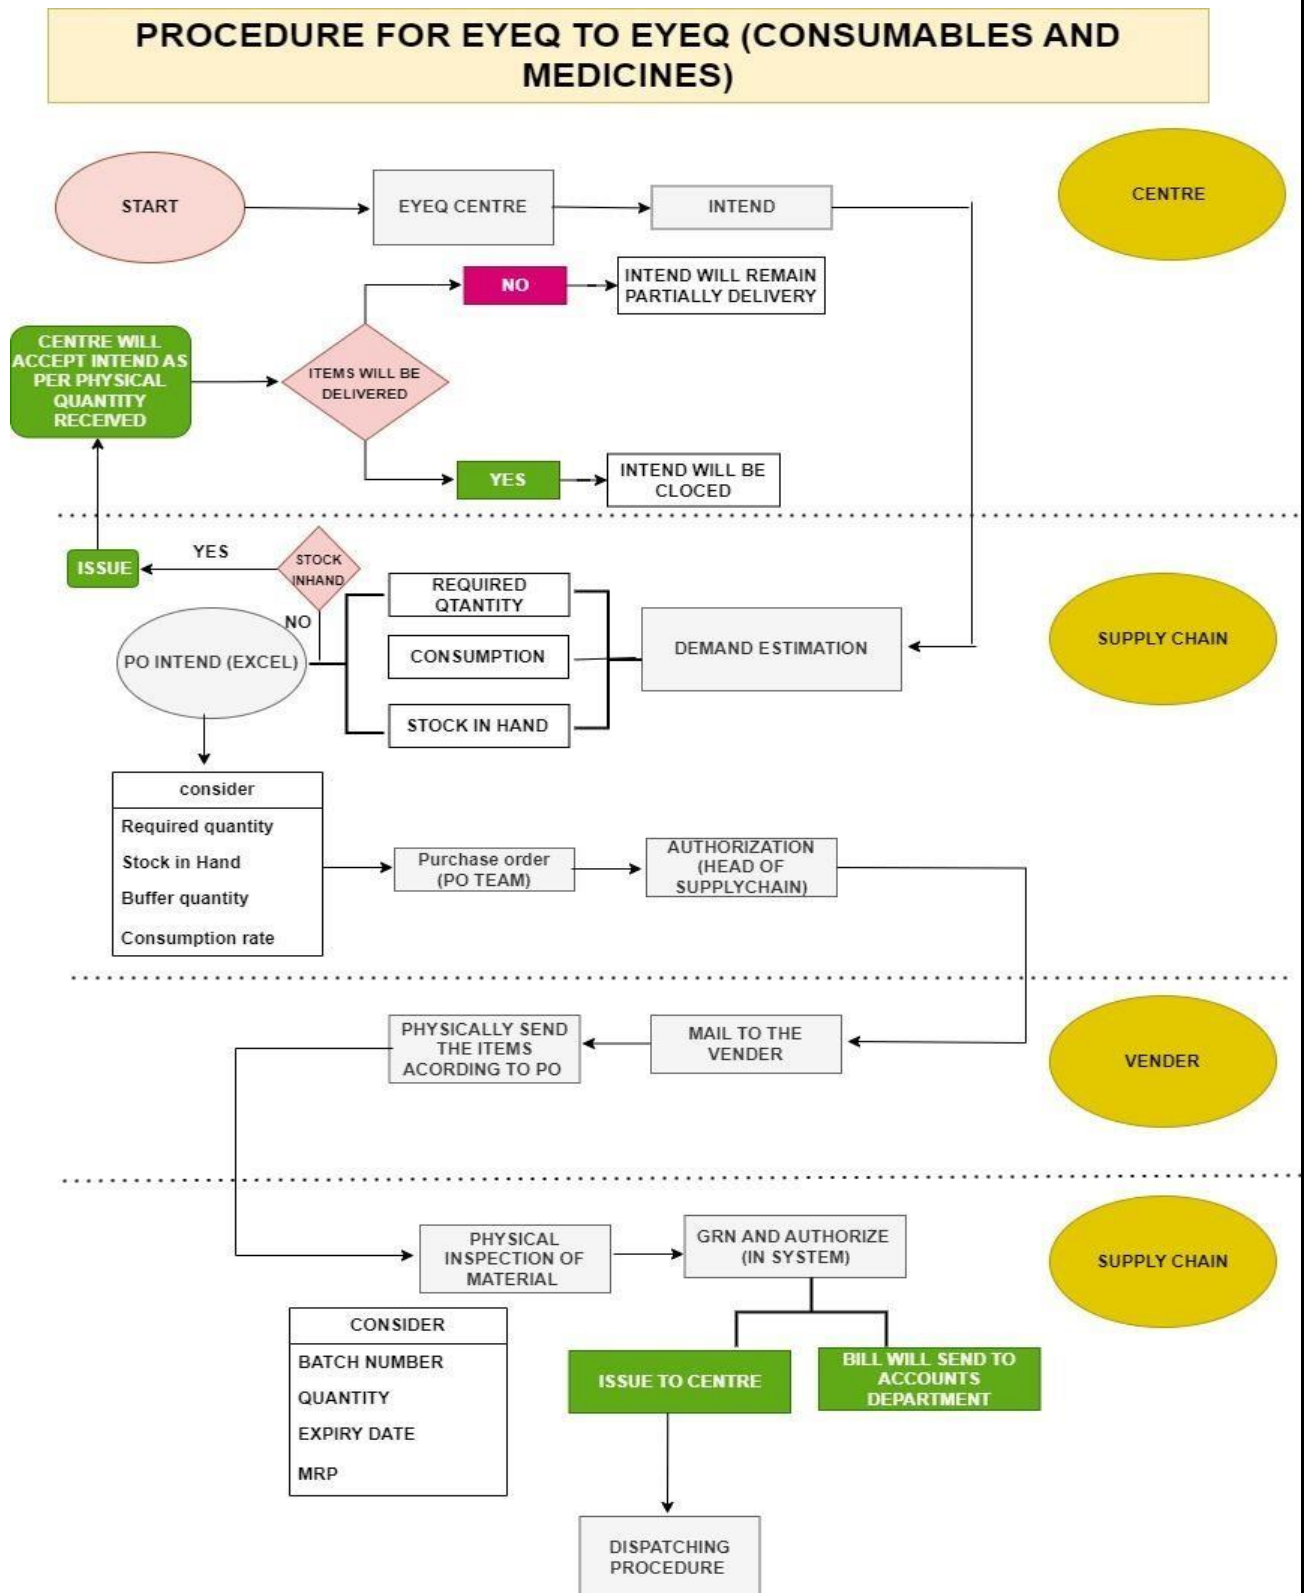 PROCEDURE FOR EYEQ TO EYEQ (CONSUMABLES AND
MEDICINES)
START
EYEQ CENTRE
INTEND
CENTRE
NO
INTEND WILL REMAIN
PARTIALLY DELIVERY
CENTRE WILL
ACCEPT INTEND AS
PER PHYSICAL
QUANTITY
RECEIVED
ITEMS WILL BE
DELIVERED
YES
INTEND WILL BE
CLOCED
ISSUE
YES
STOCK
INHAND
NO
PO INTEND (EXCEL)
REQUIRED
QTANTITY
CONSUMPTION
STOCK IN HAND
DEMAND ESTIMATION
SUPPLY CHAIN
consider
Required quantity
Stock in Hand
Buffer quantity
Consumption rate
Purchase order
(PO TEAM)
AUTHORIZATION
(HEAD OF
SUPPLYCHAIN)
PHYSICALLY SEND
THE ITEMS
ACORDING TO PO
MAIL TO THE
VENDER
VENDER
PHYSICAL
INSPECTION OF
MATERIAL
GRN AND AUTHORIZE
(IN SYSTEM)
SUPPLY CHAIN
CONSIDER
BATCH NUMBER
QUANTITY
EXPIRY DATE
MRP
ISSUE TO CENTRE
BILL WILL SEND TO
ACCOUNTS
DEPARTMENT
DISPATCHING
PROCEDURE